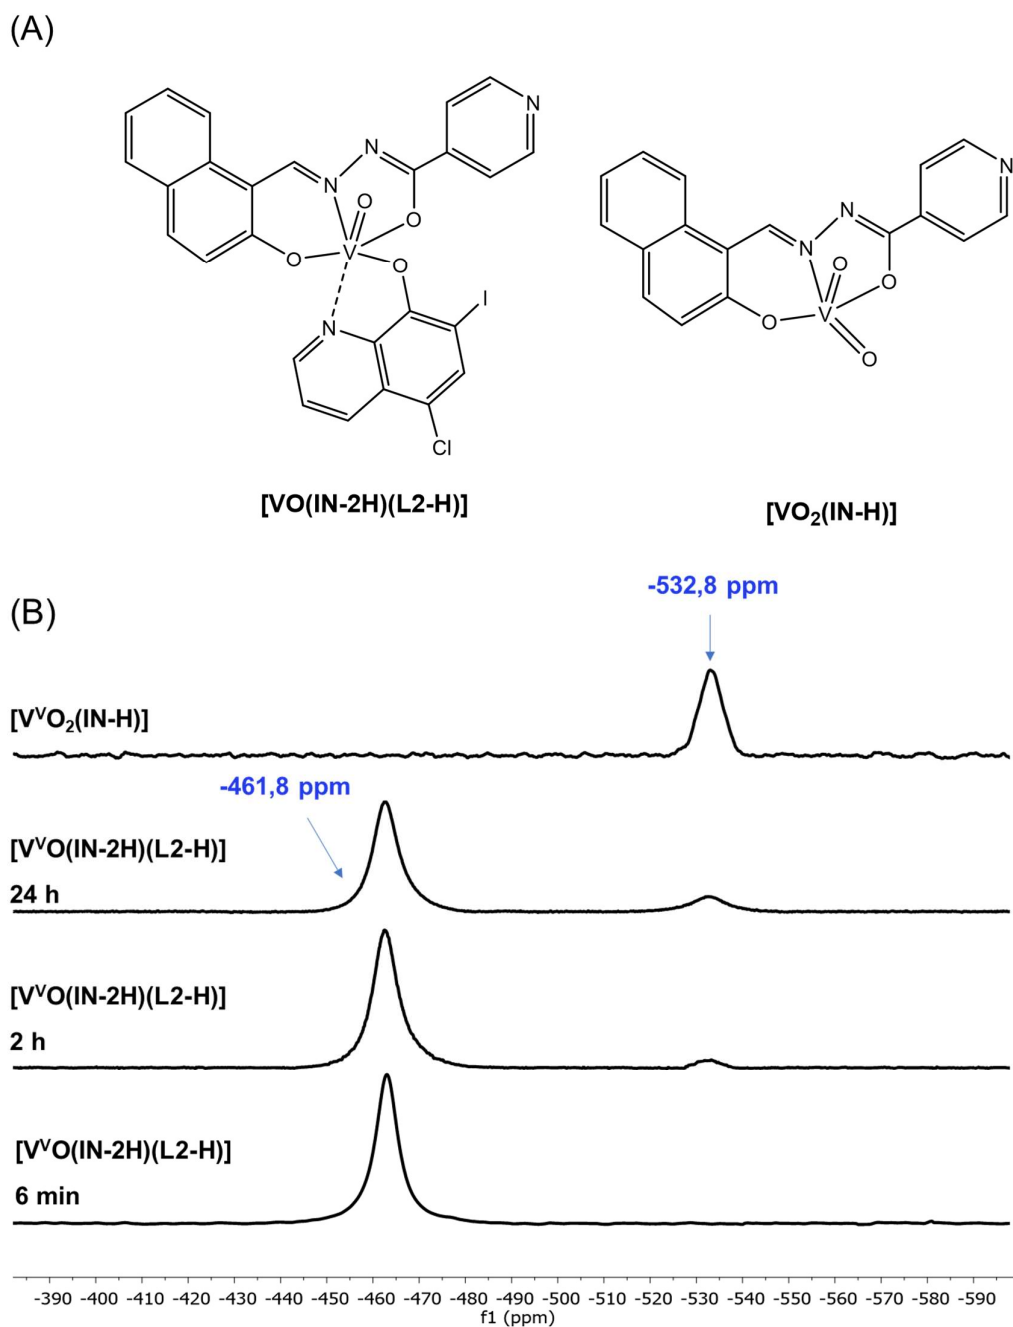 (A)
N
N
N
O
O
O
V
O
I
N
Cl
[VO(IN-2H)(L2-H)]
N
N
N
O
O
O
V
O
[VO₂(IN-H)]
(B)
-532,8 ppm
[VⱽO₂(IN-H)]
-461,8 ppm
[VⱽO(IN-2H)(L2-H)]
24 h
[VⱽO(IN-2H)(L2-H)]
2 h
[VⱽO(IN-2H)(L2-H)]
6 min
-390 -400 -410 -420 -430 -440 -450 -460 -470 -480 -490 -500 -510 -520 -530 -540 -550 -560 -570 -580 -590
f1 (ppm)